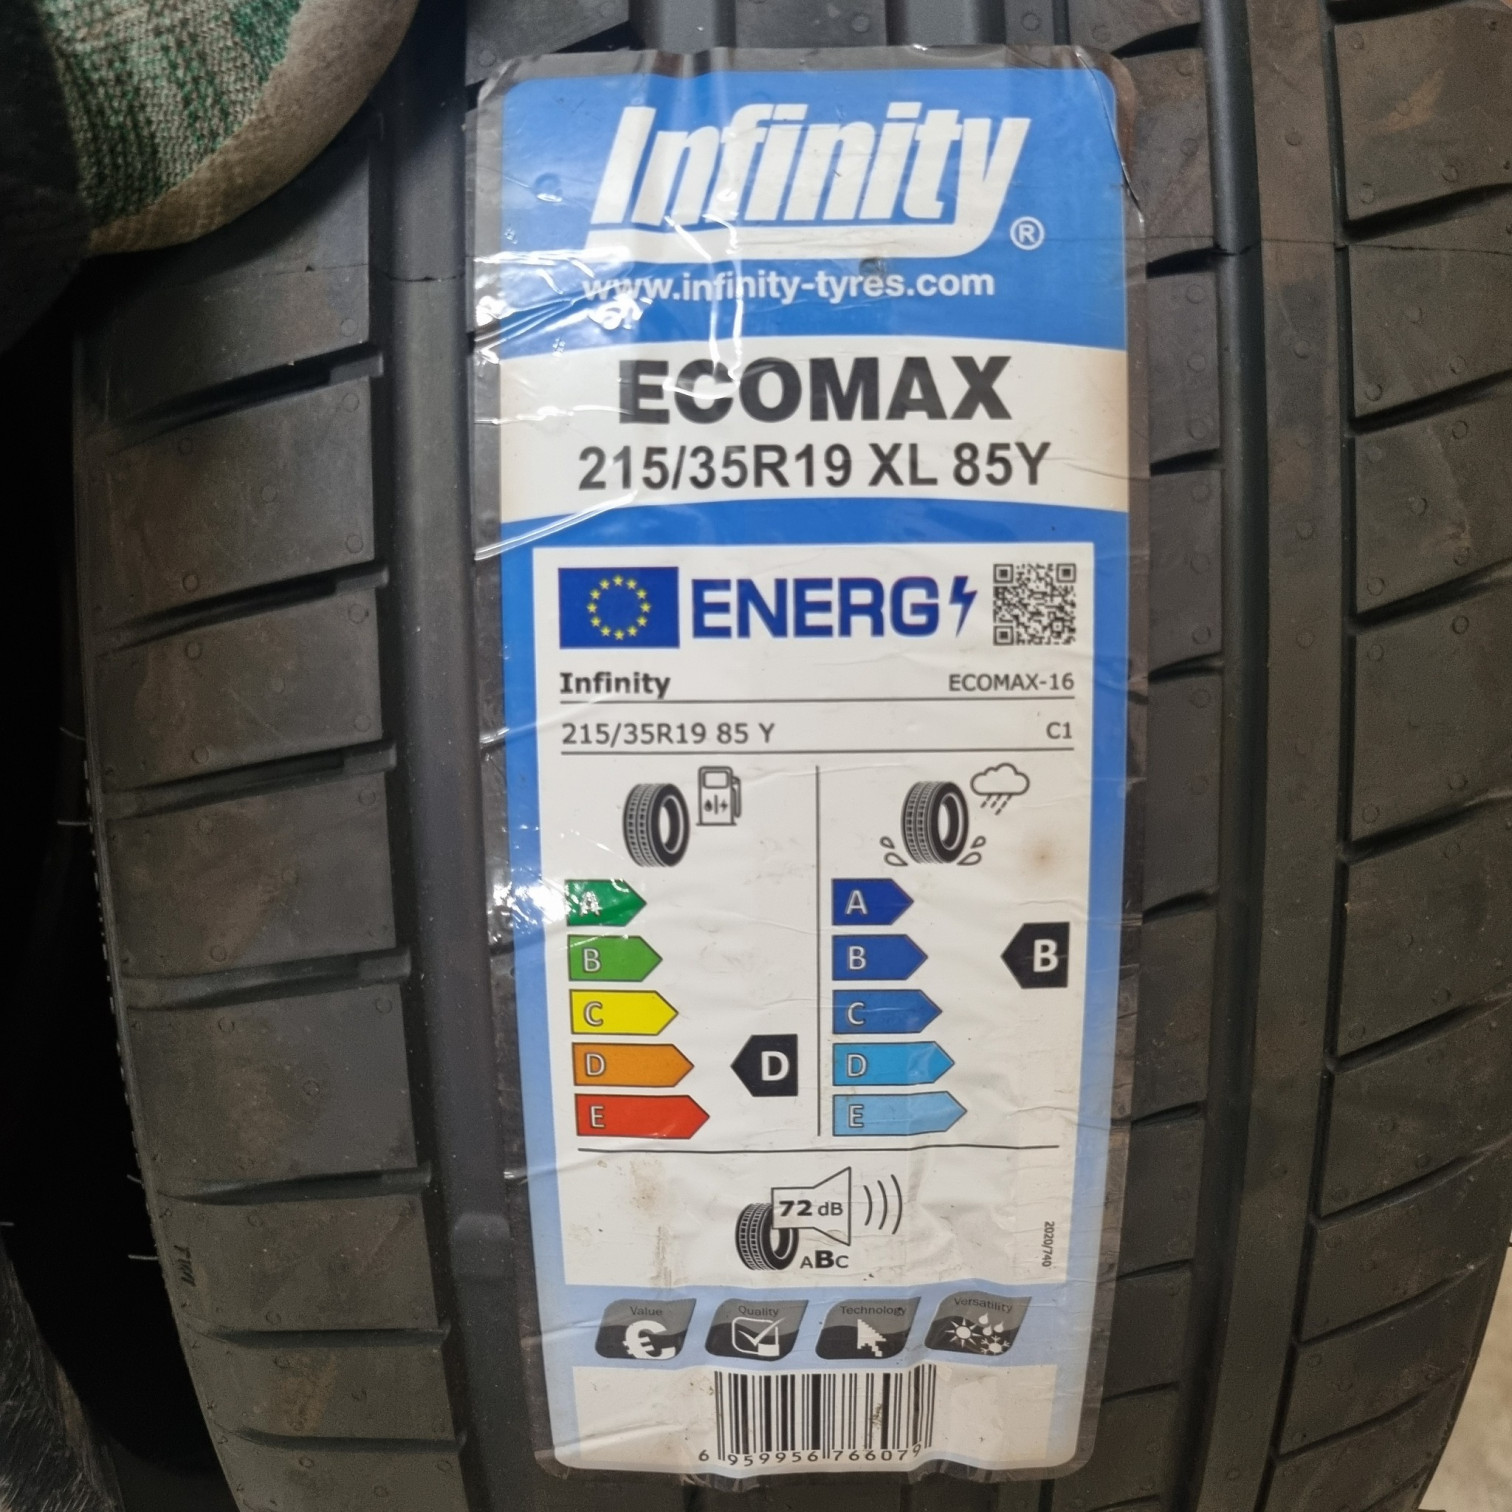 Infinity®
www.infinity-tyres.com
ECOMAX
215/35R19 XL 85Y
ENERG
Infinity ECOMAX-16
215/35R19 85 Y C1
A A
B B B
C C
D D D
E E
72 dB
ABC
2020/740
Value Quality Technology Versatility
6 959956 766079
TWI